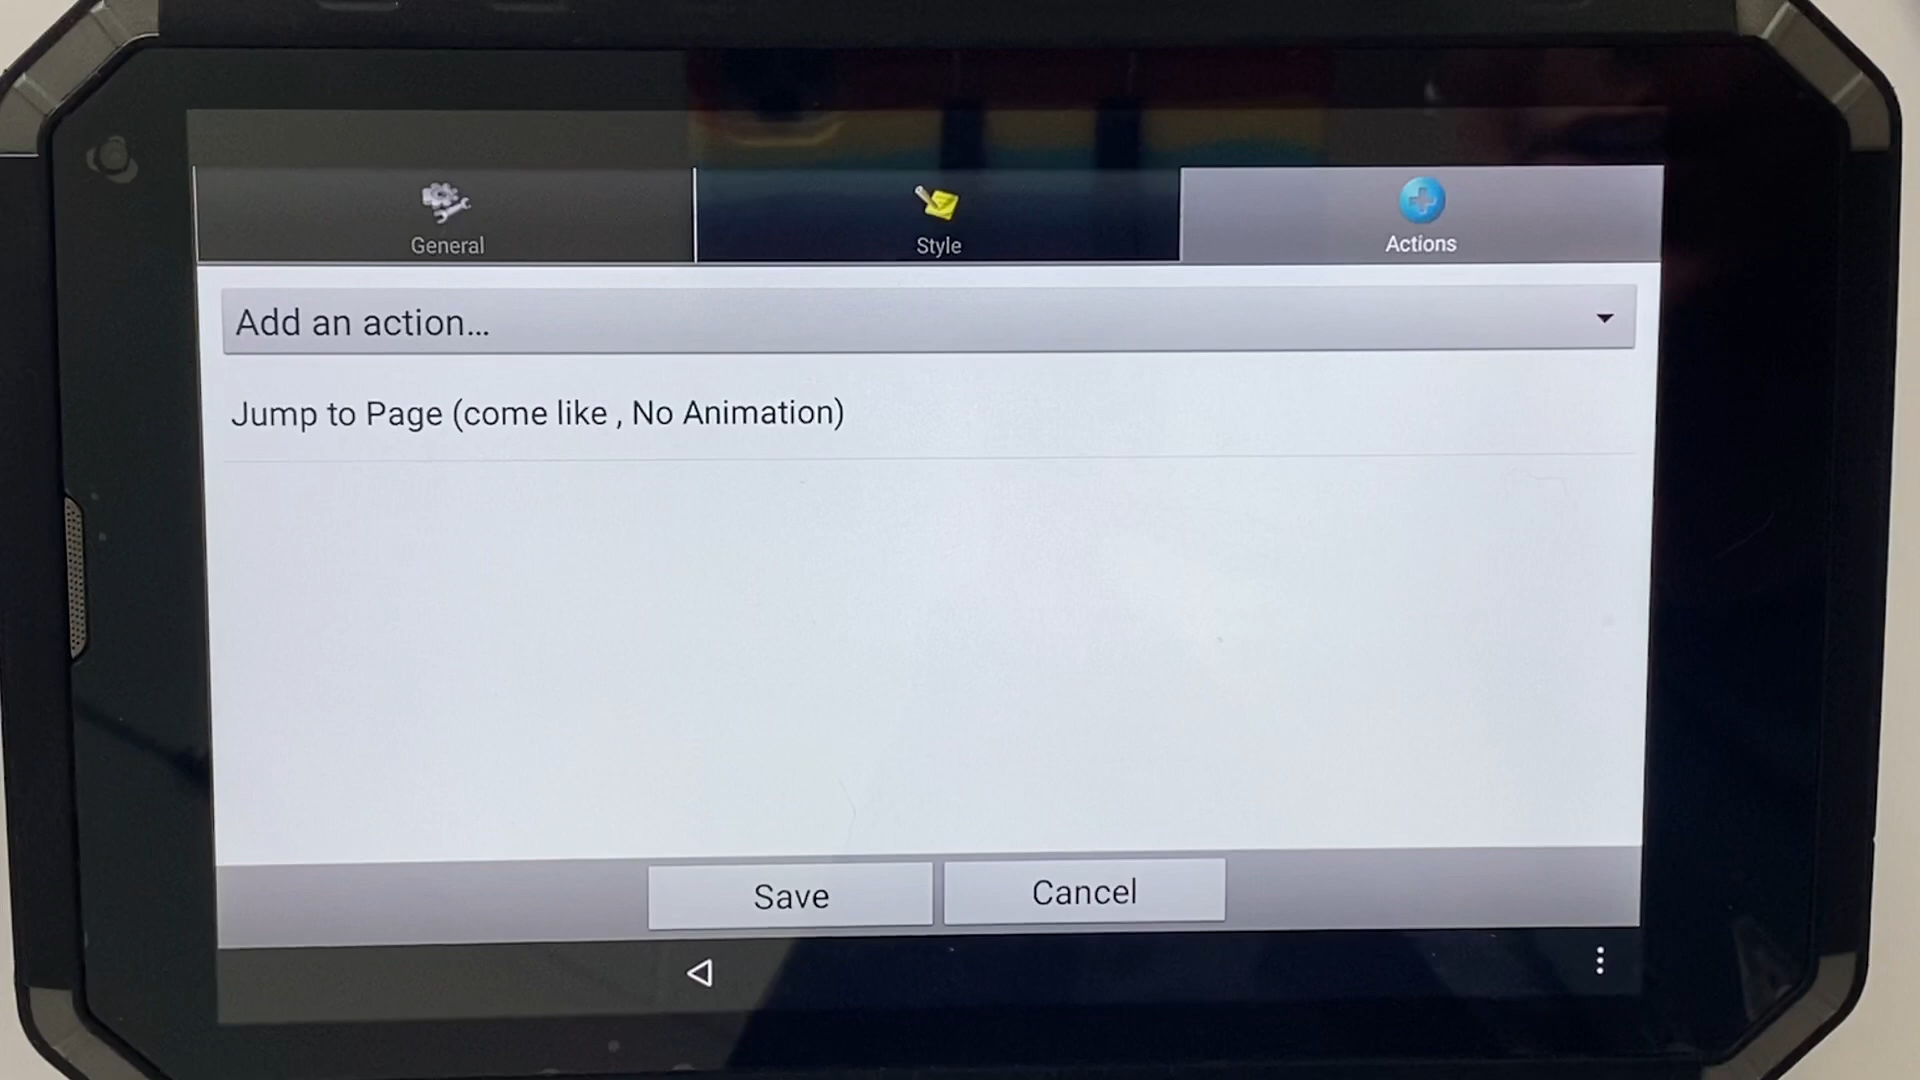 General
Style
Actions
Add an action...
Jump to Page (come like , No Animation)
Save
Cancel